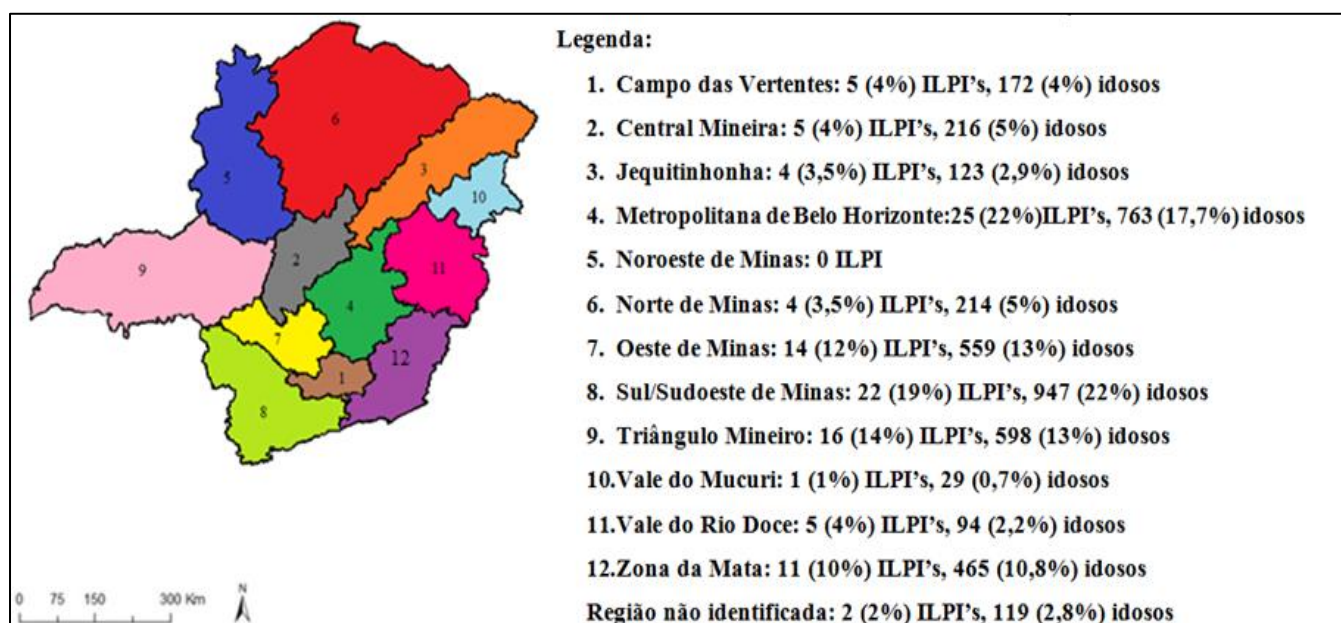 Legenda:
1. Campo das Vertentes: 5 (4%) ILPI's, 172 (4%) idosos
2. Central Mineira: 5 (4%) ILPI's, 216 (5%) idosos
3. Jequitinhonha: 4 (3,5%) ILPI's, 123 (2,9%) idosos
4. Metropolitana de Belo Horizonte:25 (22%)ILPI's, 763 (17,7%) idosos
5. Noroeste de Minas: 0 ILPI
6. Norte de Minas: 4 (3,5%) ILPI's, 214 (5%) idosos
7. Oeste de Minas: 14 (12%) ILPI's, 559 (13%) idosos
8. Sul/Sudoeste de Minas: 22 (19%) ILPI's, 947 (22%) idosos
9. Triângulo Mineiro: 16 (14%) ILPI's, 598 (13%) idosos
10.Vale do Mucuri: 1 (1%) ILPI's, 29 (0,7%) idosos
11.Vale do Rio Doce: 5 (4%) ILPI's, 94 (2,2%) idosos
12.Zona da Mata: 11 (10%) ILPI's, 465 (10,8%) idosos
Região não identificada: 2 (2%) ILPI's, 119 (2,8%) idosos
6
3
5
10
2
9
11
4
7
12
1
8
0 75 150 300 Km
N